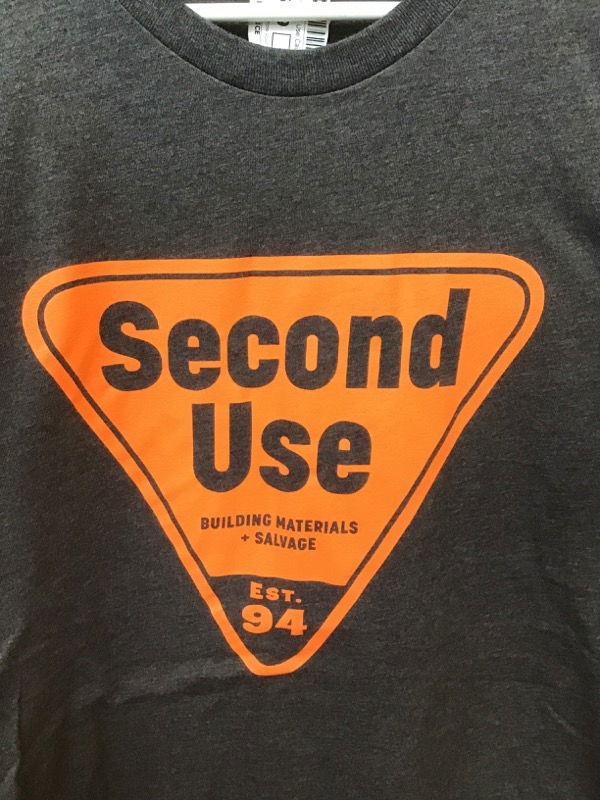 Second
Use
BUILDING MATERIALS
+ SALVAGE
EST.
94